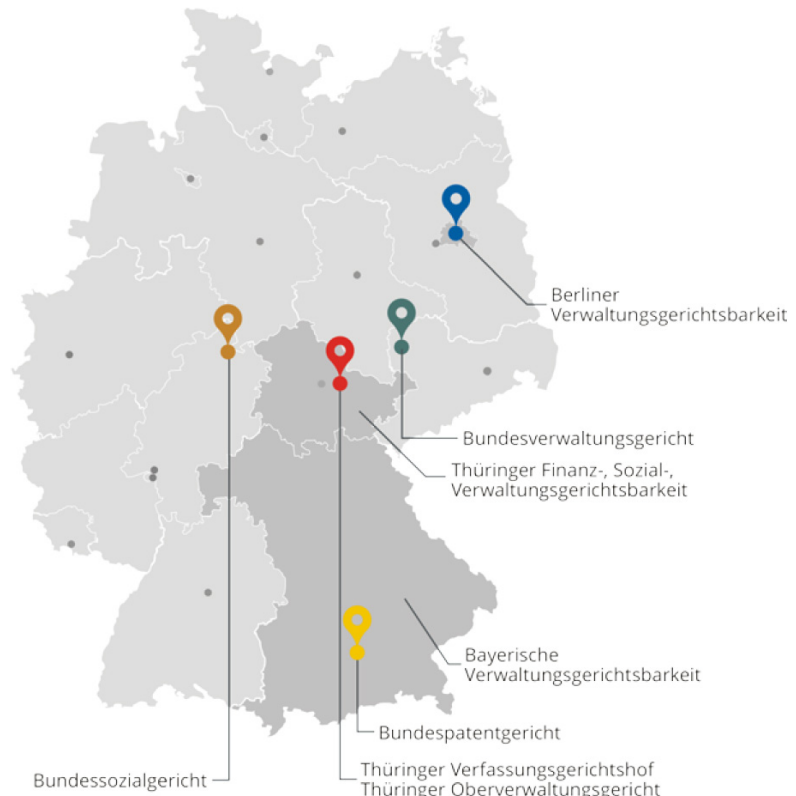 Berliner
Verwaltungsgerichtsbarkeit
Bundesverwaltungsgericht
Thüringer Finanz-, Sozial-,
Verwaltungsgerichtsbarkeit
Bayerische
Verwaltungsgerichtsbarkeit
Bundespatentgericht
Thüringer Verfassungsgerichtshof
Thüringer Oberverwaltungsgericht
Bundessozialgericht